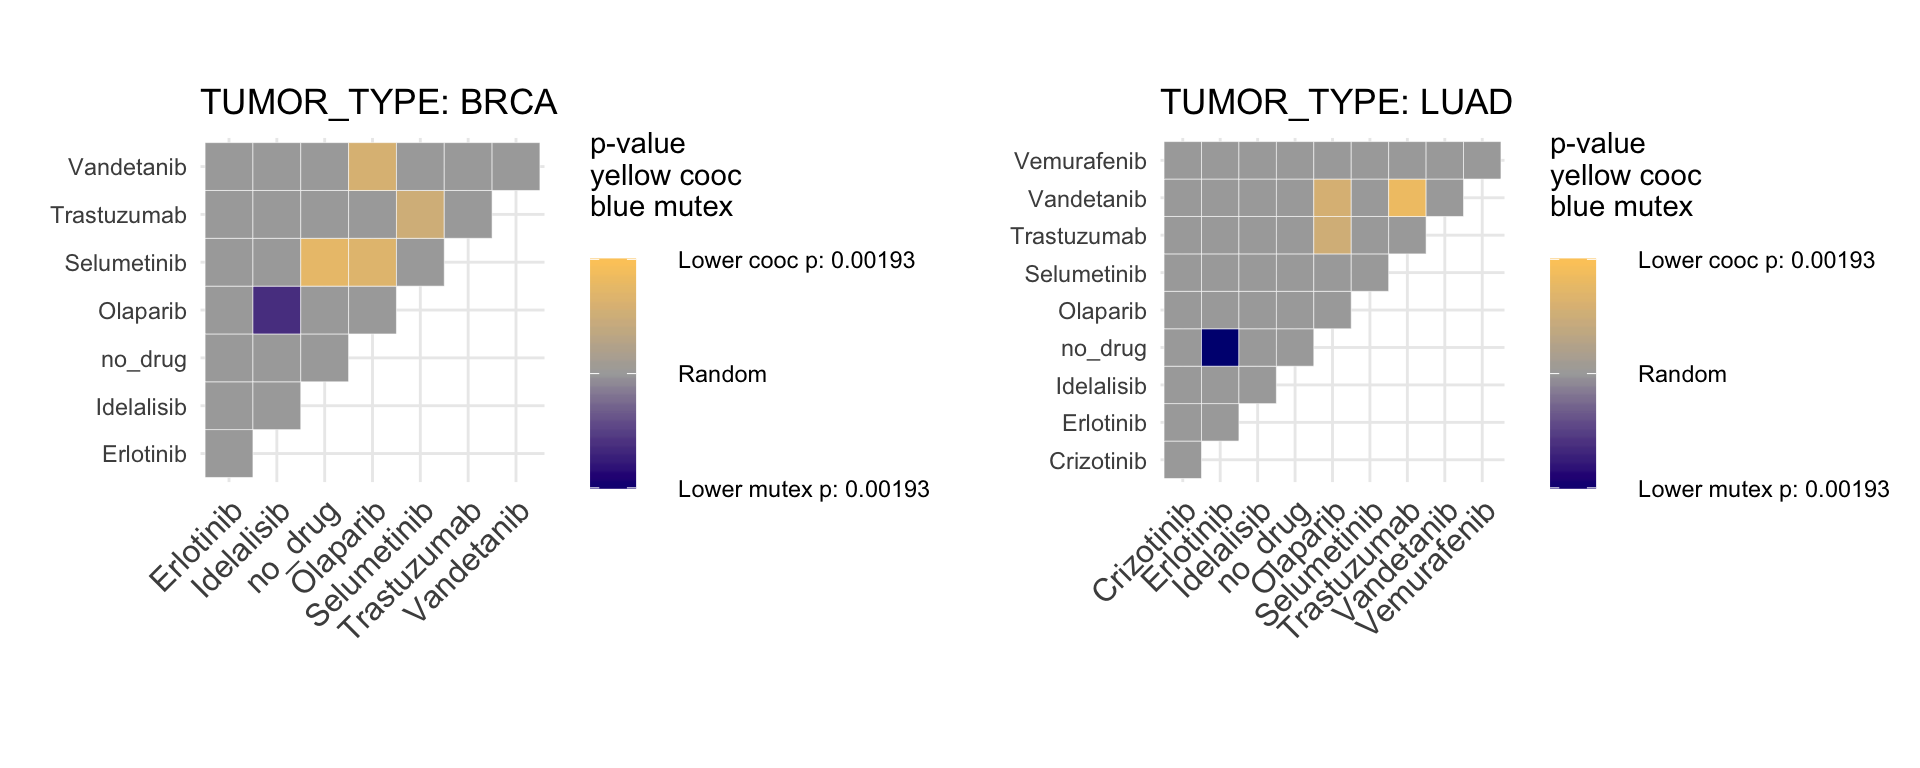 TUMOR_TYPE: BRCA
Vandetanib
Trastuzumab
Selumetinib
Olaparib
no_drug
Idelalisib
Erlotinib
Erlotinib
Idelalisib
no_drug
Olaparib
Selumetinib
Trastuzumab
Vandetanib
p-value
yellow cooc
blue mutex
Lower cooc p: 0.00193
Random
Lower mutex p: 0.00193
TUMOR_TYPE: LUAD
Vemurafenib
Vandetanib
Trastuzumab
Selumetinib
Olaparib
no_drug
Idelalisib
Erlotinib
Crizotinib
Crizotinib
Erlotinib
Idelalisib
no_drug
Olaparib
Selumetinib
Trastuzumab
Vandetanib
Vemurafenib
p-value
yellow cooc
blue mutex
Lower cooc p: 0.00193
Random
Lower mutex p: 0.00193